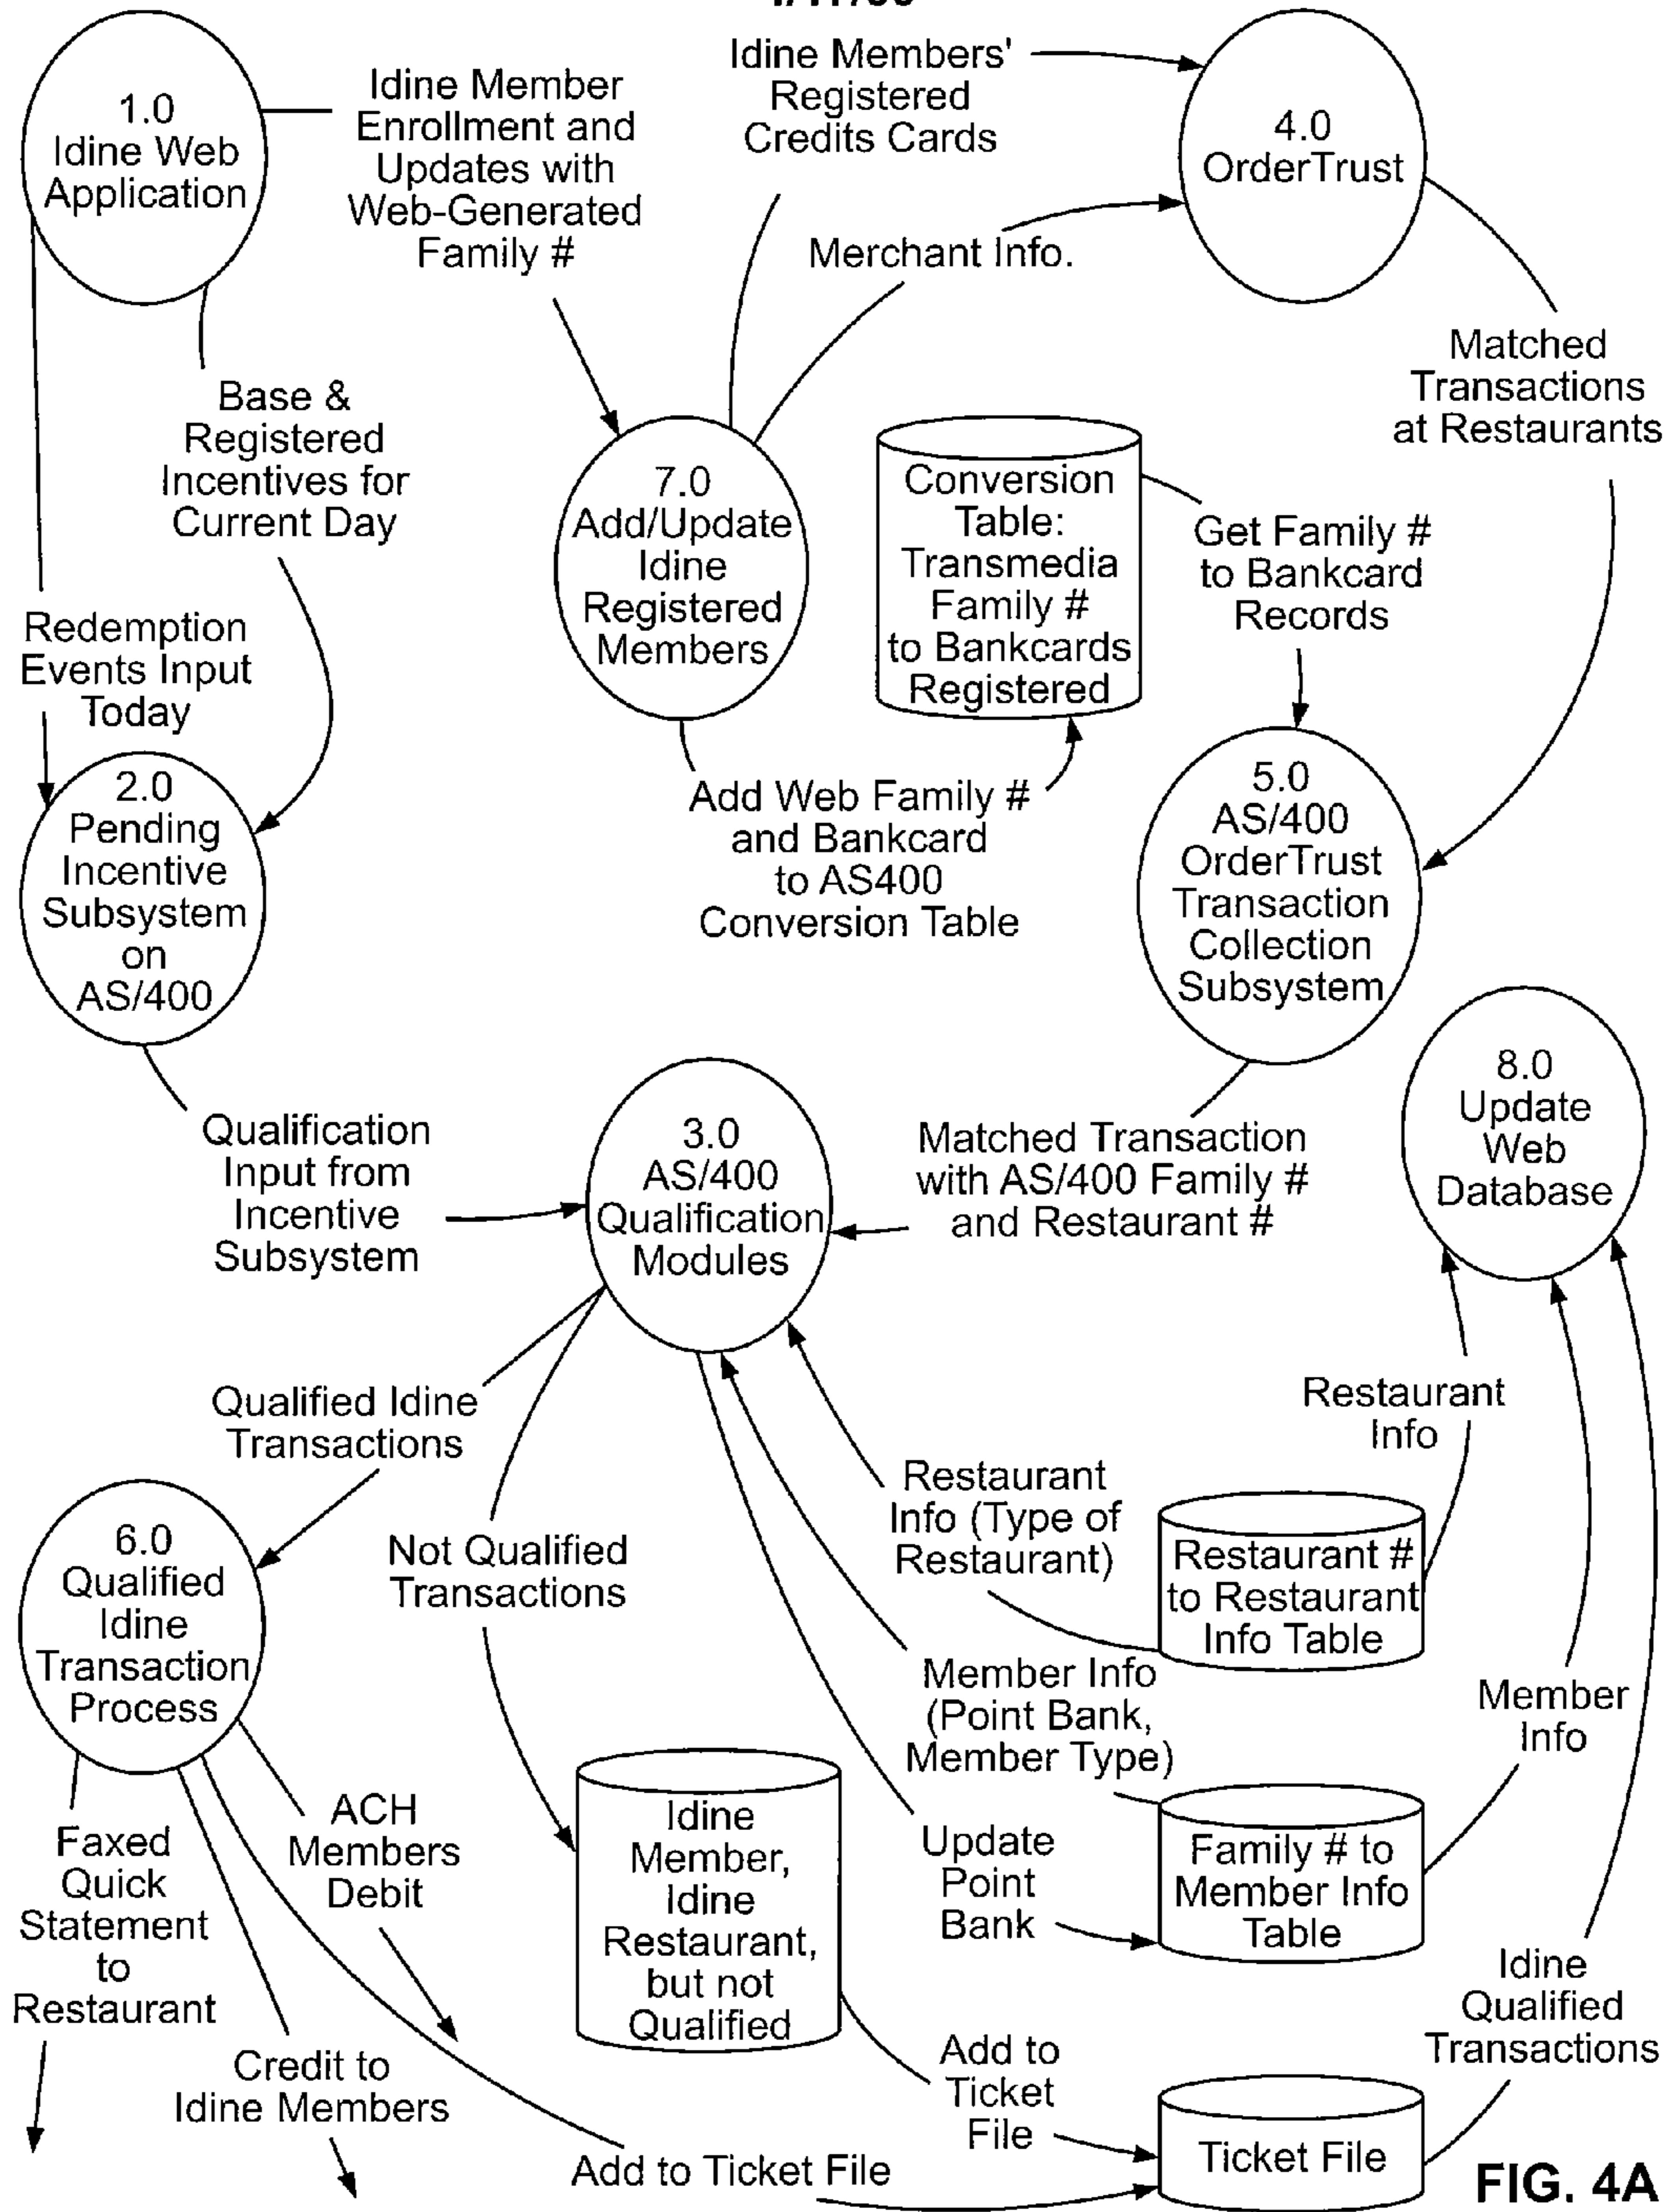 1.0
Idine Web
Application
Idine Member
Enrollment and
Updates with
Web-Generated
Family #
Idine Members'
Registered
Credits Cards
4.0
OrderTrust
Merchant Info.
Matched
Transactions
at Restaurants
Base &
Registered
Incentives for
Current Day
7.0
Add/Update
Idine
Registered
Members
Conversion
Table:
Transmedia
Family #
to Bankcards
Registered
Get Family #
to Bankcard
Records
Redemption
Events Input
Today
2.0
Pending
Incentive
Subsystem
on
AS/400
Add Web Family #
and Bankcard
to AS400
Conversion Table
5.0
AS/400
OrderTrust
Transaction
Collection
Subsystem
8.0
Update
Web
Database
Qualification
Input from
Incentive
Subsystem
3.0
AS/400
Qualification
Modules
Matched Transaction
with AS/400 Family #
and Restaurant #
Qualified Idine
Transactions
Restaurant
Info
Restaurant
Info (Type of
Restaurant)
6.0
Qualified
Idine
Transaction
Process
Not Qualified
Transactions
Restaurant #
to Restaurant
Info Table
Member Info
(Point Bank,
Member Type)
Member
Info
Faxed
Quick
Statement
to
Restaurant
ACH
Members
Debit
Idine
Member,
Idine
Restaurant,
but not
Qualified
Update
Point
Bank
Family # to
Member Info
Table
Idine
Qualified
Transactions
Credit to
Idine Members
Add to
Ticket
File
Add to Ticket File
Ticket File
FIG. 4A